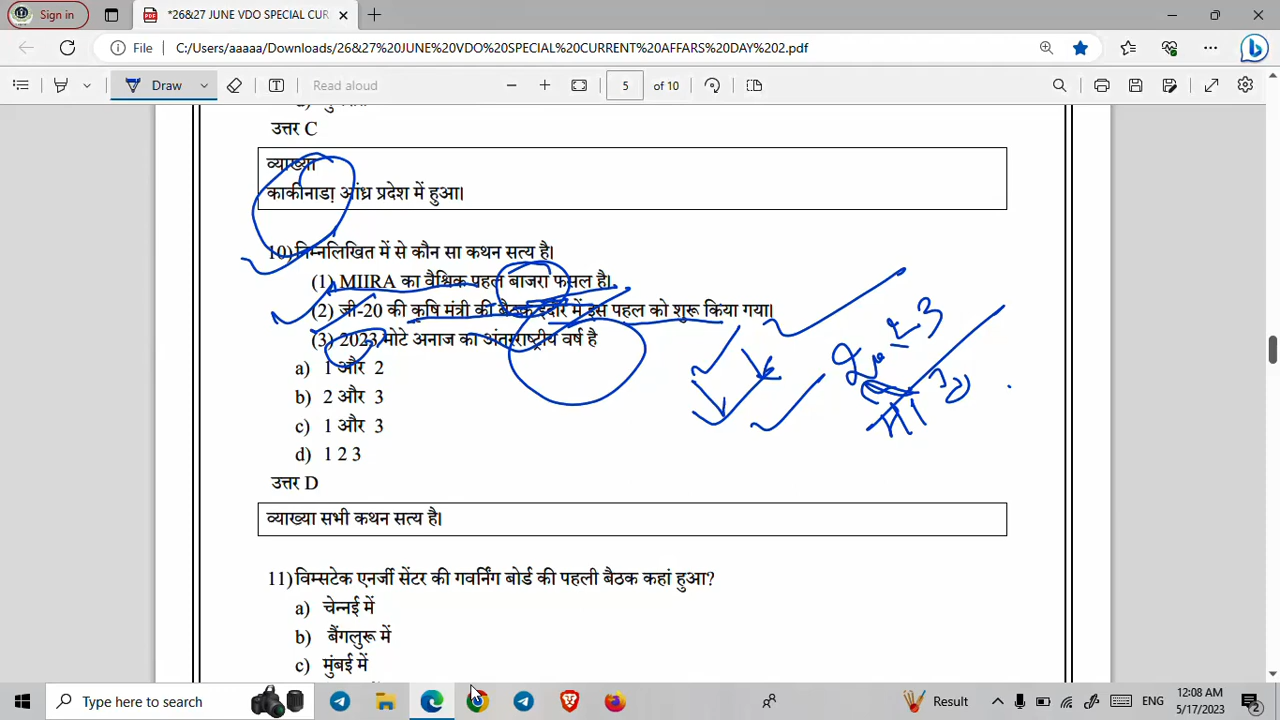 Sign in
*26&27 JUNE VDO SPECIAL CUR
File
C:/Users/aaaaa/Downloads/26&27%20JUNE%20VDO%20SPECIAL%20CURRENT%20AFFARS%20DAY%202.pdf
Draw
Read aloud
5
of 10
उत्तर C
व्याख्या
काकीनाडा़ आंध्र प्रदेश में हुआ।
10) निम्नलिखित में से कौन सा कथन सत्य है।
(1) MIIRA का वैश्विक पहल बाजरा फसल है।
(2) जी-20 की कृषि मंत्री की बैठक इंदौर में इस पहल को शुरू किया गया।
(3) 2023 मोटे अनाज का अंतरराष्ट्रीय वर्ष है
a) 1 और 2
b) 2 और 3
c) 1 और 3
d) 1 2 3
उत्तर D
व्याख्या सभी कथन सत्य है।
11) विम्सटेक एनर्जी सेंटर की गवर्निंग बोर्ड की पहली बैठक कहां हुआ?
a) चेन्नई में
b) बैंगलुरू में
c) मुंबई में
Type here to search
Result
ENG
12:08 AM
5/17/2023
2